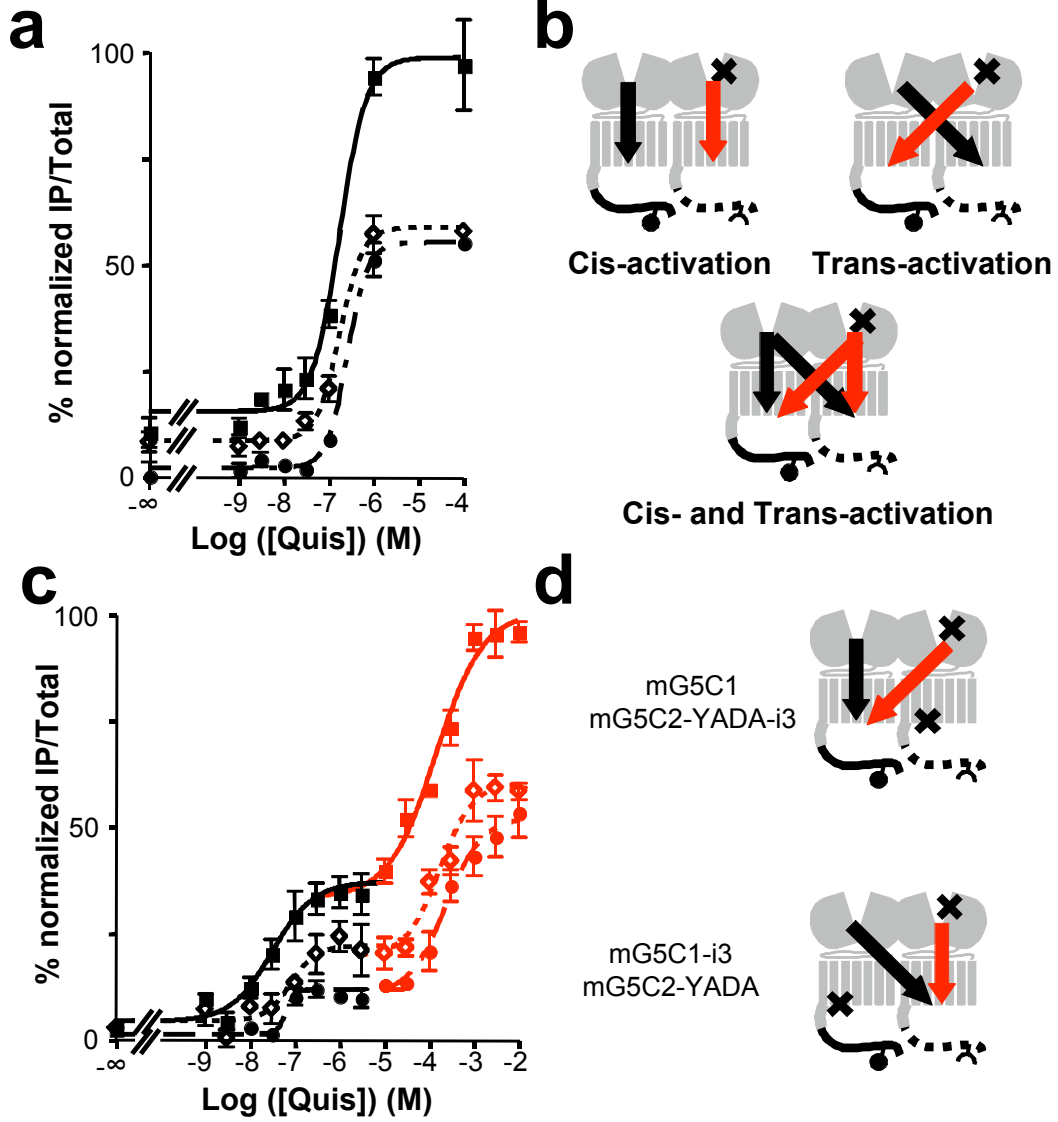 a
% normalized IP/Total
100
50
0
-∞
-9
-8
-7
-6
-5
-4
Log ([Quis]) (M)
b
Cis-activation
Trans-activation
Cis- and Trans-activation
c
% normalized IP/Total
100
50
0
-∞
-9
-8
-7
-6
-5
-4
-3
-2
Log ([Quis]) (M)
d
mG5C1
mG5C2-YADA-i3
mG5C1-i3
mG5C2-YADA